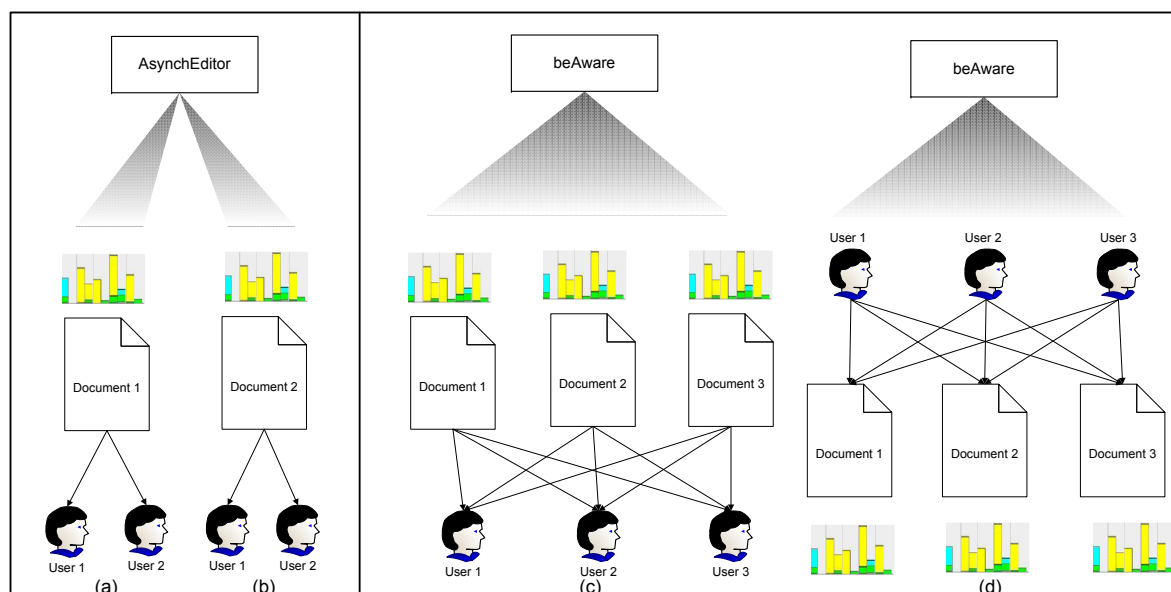 AsynchEditor
beAware
beAware
User 1
User 2
User 3
Document 1
Document 2
Document 1
Document 2
Document 3
Document 1
Document 2
Document 3
User 1
User 2
User 1
User 2
User 1
User 2
User 3
(a)
(b)
(c)
(d)